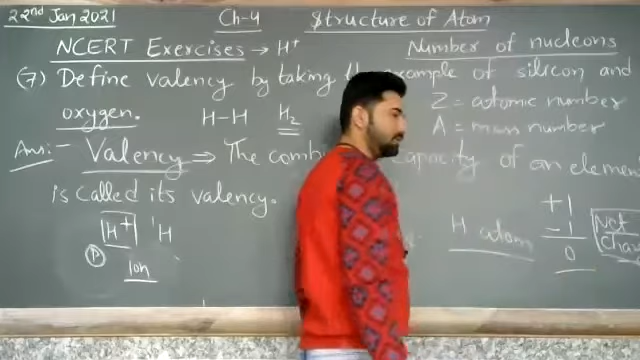 22nd Jan 2021 Ch-4 Structure of Atom
NCERT Exercises → H+ Number of nucleons
(7) Define valency by taking example of silicon and
oxygen. H-H H2 Z = atomic number
A = mass number
Ans:- Valency ⇒ The capacity of an element
is called its valency.
H+ 1H H atom +1
-1
0
P
Ion